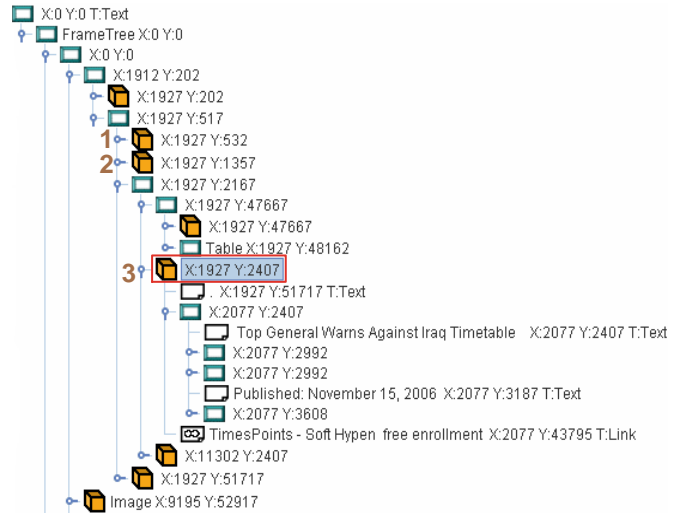 X:0 Y:0 T:Text
FrameTree X:0 Y:0
X:0 Y:0
X:1912 Y:202
X:1927 Y:202
X:1927 Y:517
1 X:1927 Y:532
2 X:1927 Y:1357
X:1927 Y:2167
X:1927 Y:47667
X:1927 Y:47667
Table X:1927 Y:48162
3 X:1927 Y:2407
. X:1927 Y:51717 T:Text
X:2077 Y:2407
Top General Warns Against Iraq Timetable X:2077 Y:2407 T:Text
X:2077 Y:2992
X:2077 Y:2992
Published: November 15, 2006 X:2077 Y:3187 T:Text
X:2077 Y:3608
TimesPoints - Soft Hypen free enrollment X:2077 Y:43795 T:Link
X:11302 Y:2407
X:1927 Y:51717
Image X:9195 Y:52917